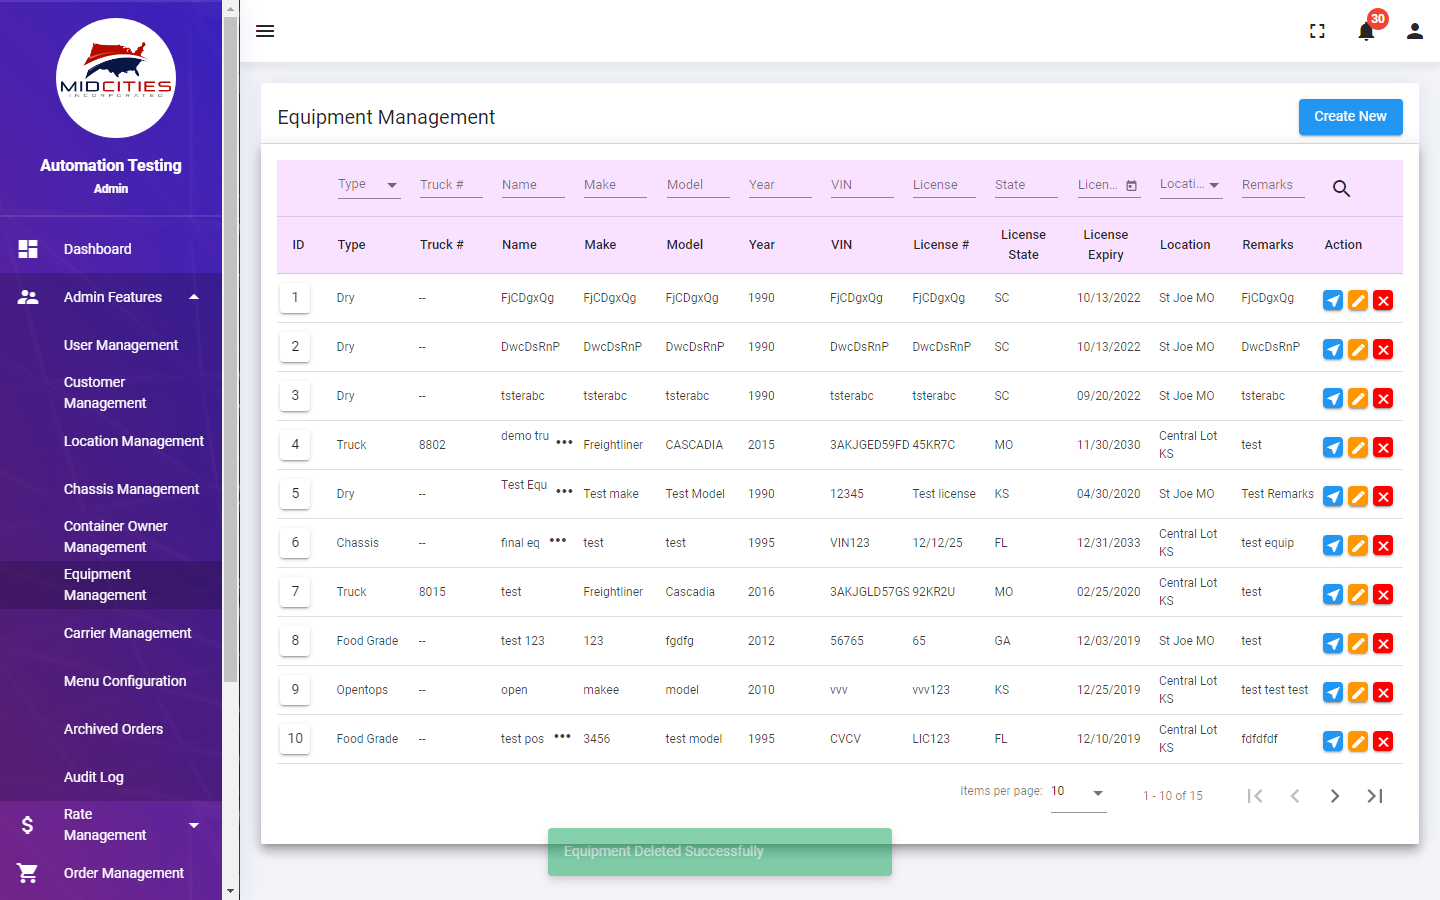 MIDCITIES
INCORPORATED
Automation Testing
Admin
Dashboard
Admin Features
User Management
Customer
Management
Location Management
Chassis Management
Container Owner
Management
Equipment
Management
Carrier Management
Menu Configuration
Archived Orders
Audit Log
Rate
Management
Order Management
30
Equipment Management
Create New
Type Truck # Name Make Model Year VIN License State Licen... Locati... Remarks
ID Type Truck # Name Make Model Year VIN License # License State License Expiry Location Remarks Action
1 Dry -- FjCDgxQg FjCDgxQg FjCDgxQg 1990 FjCDgxQg FjCDgxQg SC 10/13/2022 St Joe MO FjCDgxQg
2 Dry -- DwcDsRnP DwcDsRnP DwcDsRnP 1990 DwcDsRnP DwcDsRnP SC 10/13/2022 St Joe MO DwcDsRnP
3 Dry -- tsterabc tsterabc tsterabc 1990 tsterabc tsterabc SC 09/20/2022 St Joe MO tsterabc
4 Truck 8802 demo tru ••• Freightliner CASCADIA 2015 3AKJGED59FD 45KR7C MO 11/30/2030 Central Lot KS test
5 Dry -- Test Equ ••• Test make Test Model 1990 12345 Test license KS 04/30/2020 St Joe MO Test Remarks
6 Chassis -- final eq ••• test test 1995 VIN123 12/12/25 FL 12/31/2033 Central Lot KS test equip
7 Truck 8015 test Freightliner Cascadia 2016 3AKJGLD57GS 92KR2U MO 02/25/2020 Central Lot KS test
8 Food Grade -- test 123 123 fgdfg 2012 56765 65 GA 12/03/2019 St Joe MO test
9 Opentops -- open makee model 2010 vvv vvv123 KS 12/25/2019 Central Lot KS test test test
10 Food Grade -- test pos ••• 3456 test model 1995 CVCV LIC123 FL 12/10/2019 Central Lot KS fdfdfdf
Items per page: 10 1 - 10 of 15
Equipment Deleted Successfully